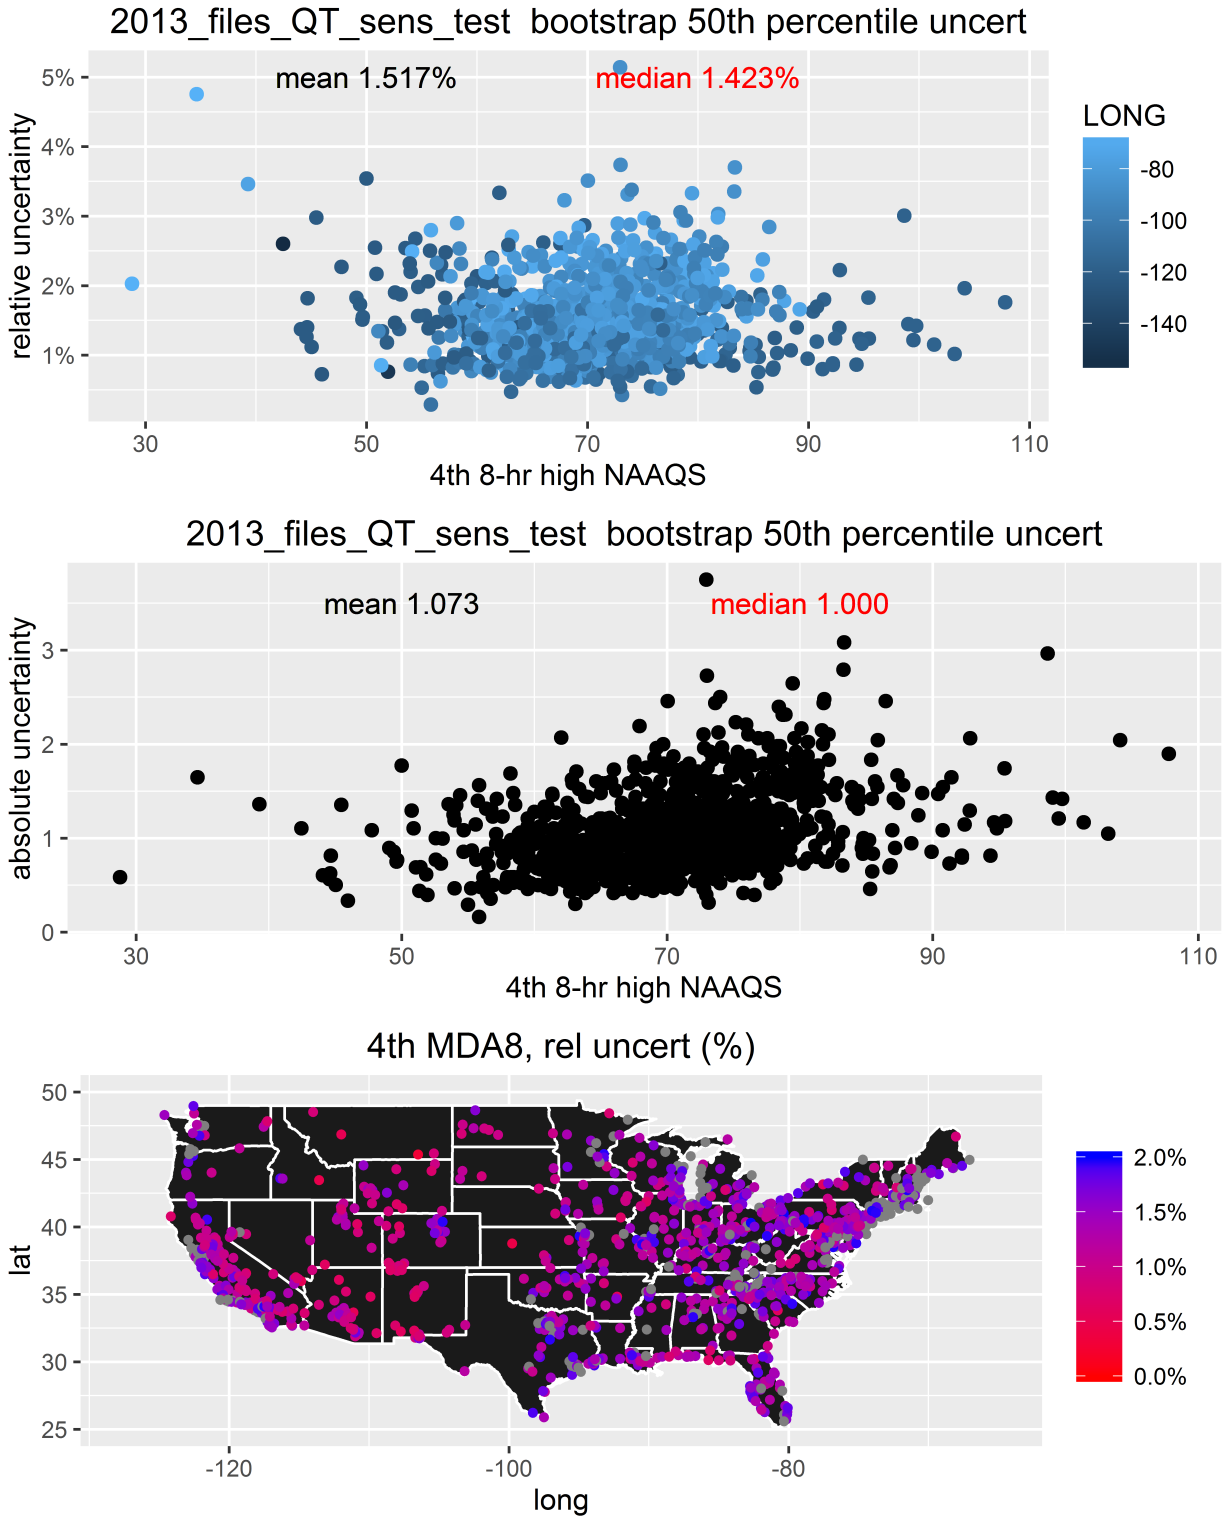 2013_files_QT_sens_test  bootstrap 50th percentile uncert
mean 1.517%
median 1.423%
relative uncertainty
5%
4%
3%
2%
1%
30
50
70
90
110
4th 8-hr high NAAQS
LONG
-80
-100
-120
-140
2013_files_QT_sens_test  bootstrap 50th percentile uncert
mean 1.073
median 1.000
absolute uncertainty
3
2
1
0
30
50
70
90
110
4th 8-hr high NAAQS
4th MDA8, rel uncert (%)
lat
50
45
40
35
30
25
-120
-100
-80
long
2.0%
1.5%
1.0%
0.5%
0.0%